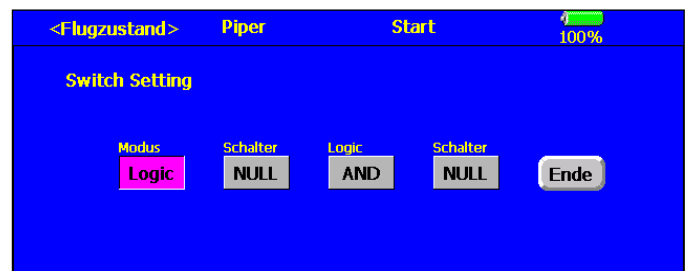 <Flugzustand> Piper Start 100%
Switch Setting
Modus Schalter Logic Schalter
Logic NULL AND NULL Ende